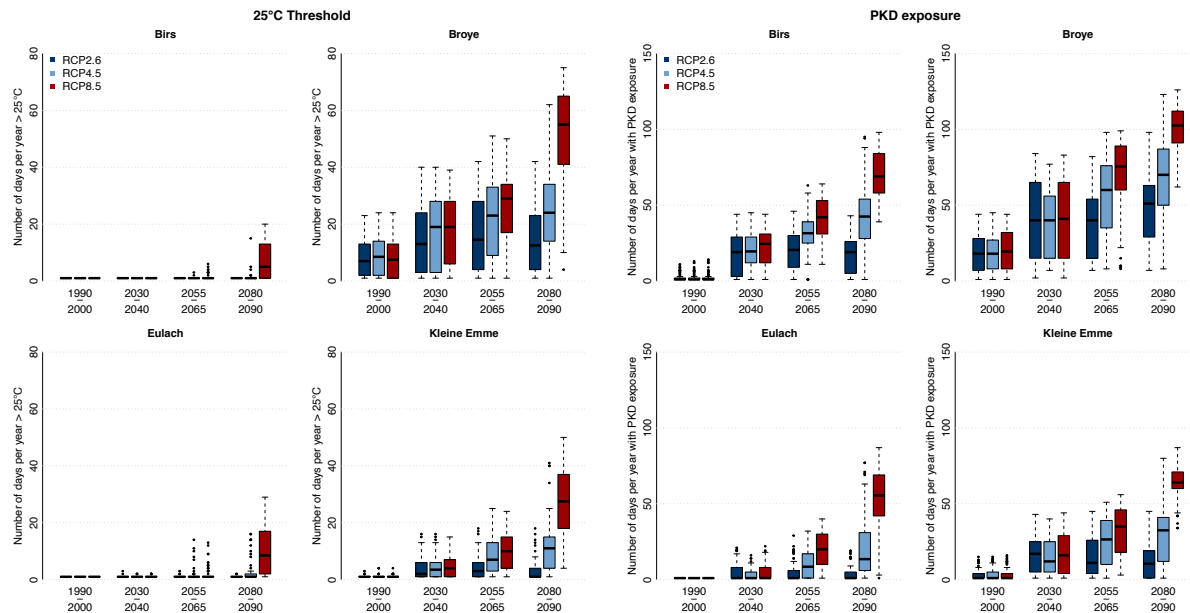 25°C Threshold
PKD exposure
Birs
Number of days per year > 25°C
80
60
40
20
0
RCP2.6
RCP4.5
RCP8.5
1990 – 2000
2030 – 2040
2055 – 2065
2080 – 2090
Broye
Number of days per year > 25°C
80
60
40
20
0
1990 – 2000
2030 – 2040
2055 – 2065
2080 – 2090
Birs
Number of days per year with PKD exposure
150
100
50
0
RCP2.6
RCP4.5
RCP8.5
1990 – 2000
2030 – 2040
2055 – 2065
2080 – 2090
Broye
Number of days per year with PKD exposure
150
100
50
0
1990 – 2000
2030 – 2040
2055 – 2065
2080 – 2090
Eulach
Number of days per year > 25°C
80
60
40
20
0
1990 – 2000
2030 – 2040
2055 – 2065
2080 – 2090
Kleine Emme
Number of days per year > 25°C
80
60
40
20
0
1990 – 2000
2030 – 2040
2055 – 2065
2080 – 2090
Eulach
Number of days per year with PKD exposure
150
100
50
0
1990 – 2000
2030 – 2040
2055 – 2065
2080 – 2090
Kleine Emme
Number of days per year with PKD exposure
150
100
50
0
1990 – 2000
2030 – 2040
2055 – 2065
2080 – 2090